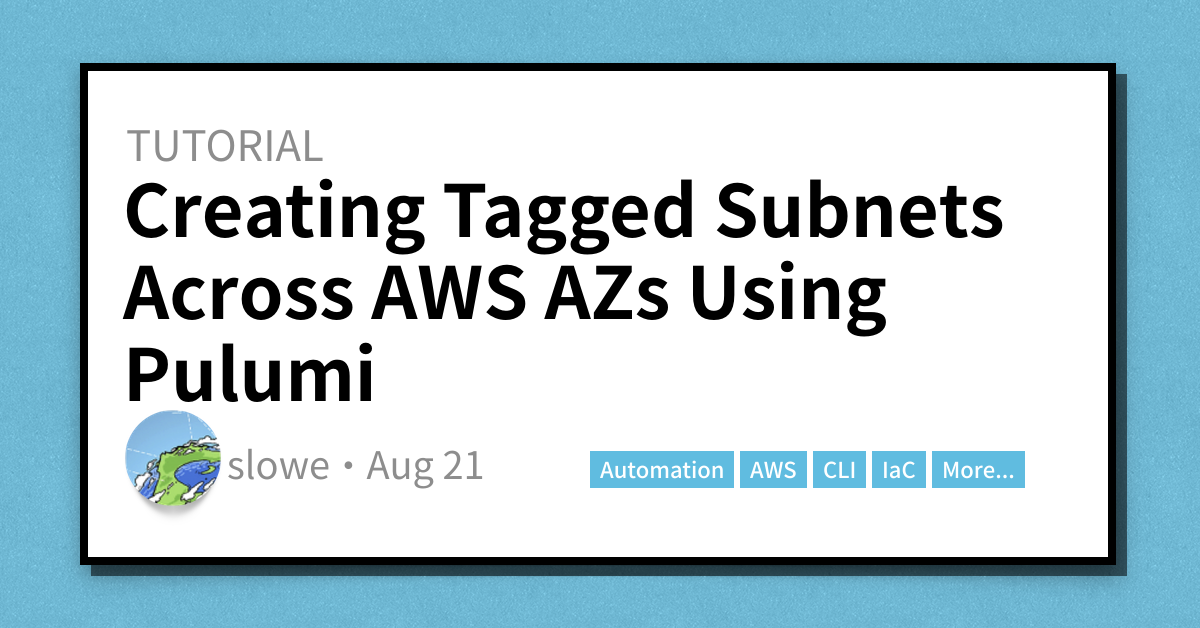 TUTORIAL
Creating Tagged Subnets
Across AWS AZs Using
Pulumi
slowe • Aug 21
Automation AWS CLI IaC More...